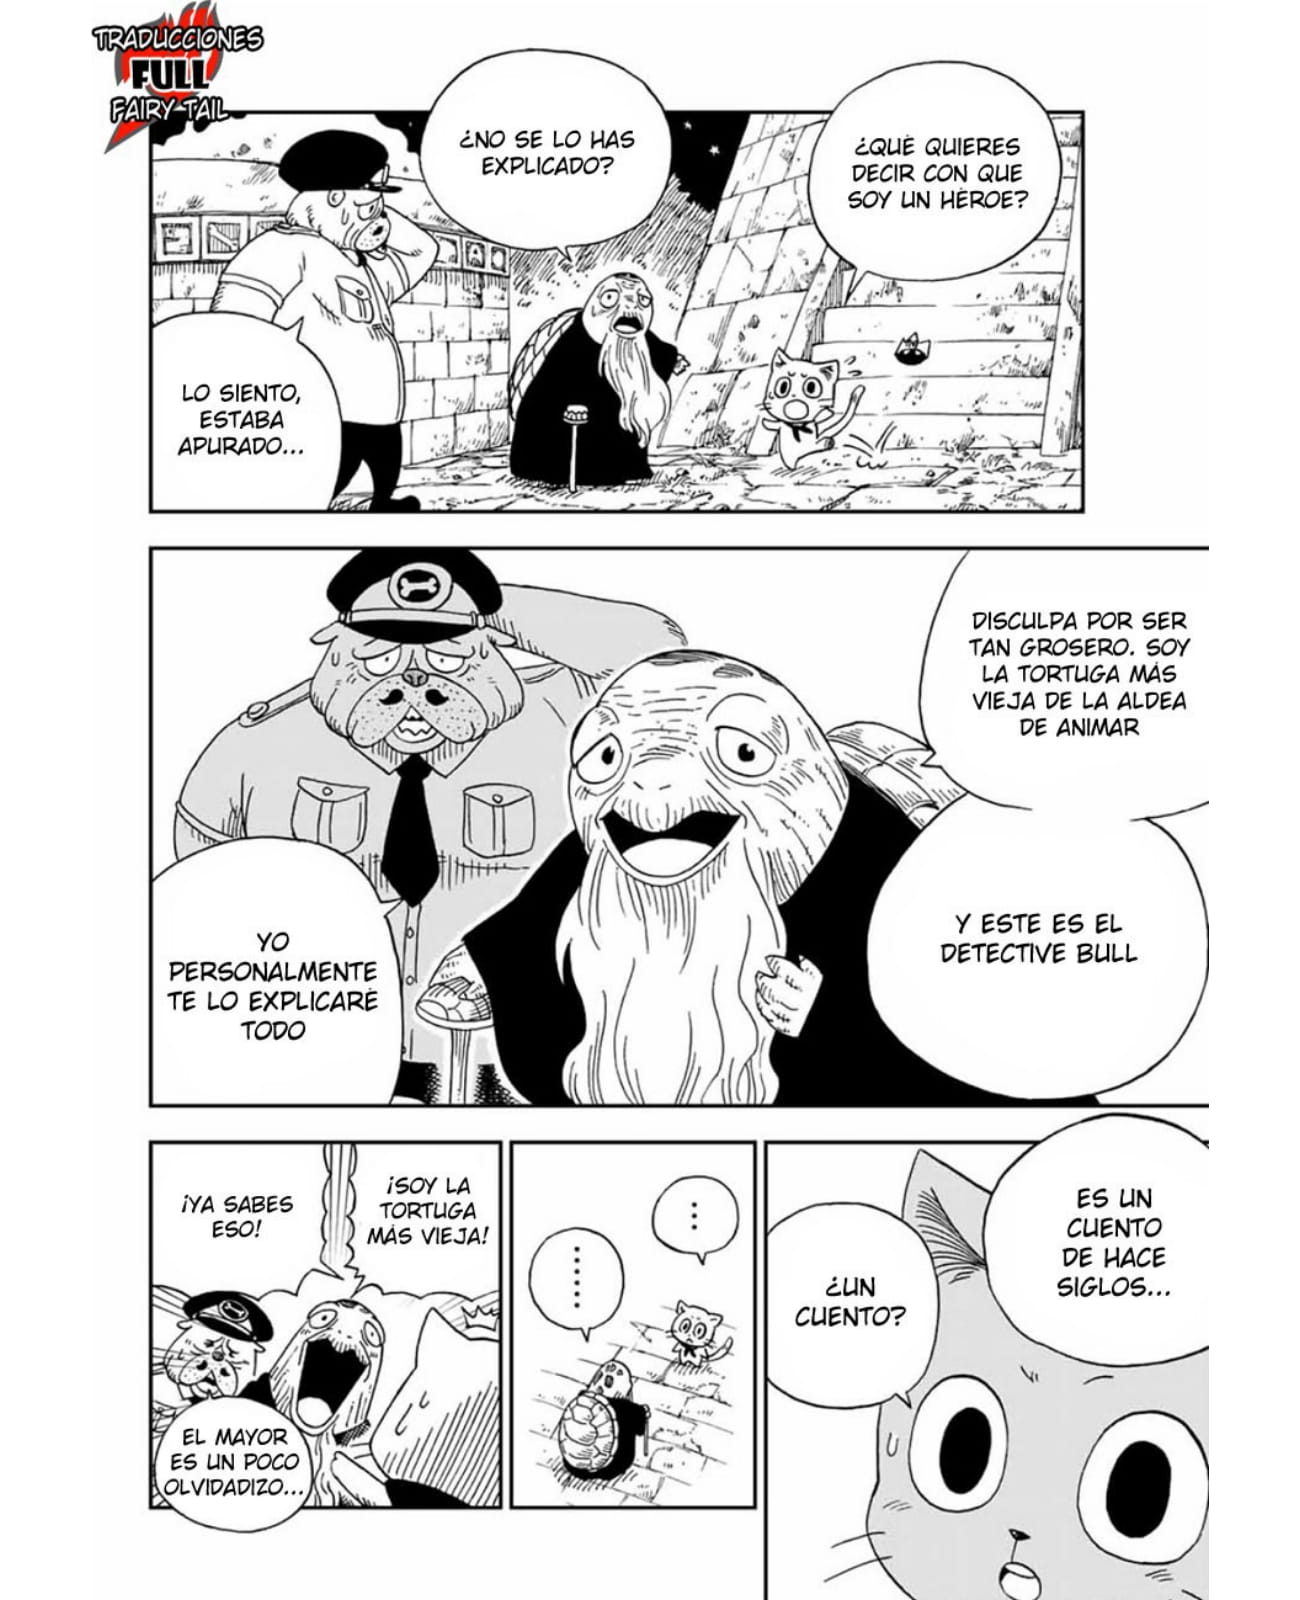 TRADUCCIONES
FULL
FAIRY TAIL
¿QUÉ QUIERES
DECIR CON QUE
SOY UN HÉROE?
¿NO SE LO HAS
EXPLICADO?
LO SIENTO,
ESTABA
APURADO...
DISCULPA POR SER
TAN GROSERO. SOY
LA TORTUGA MÁS
VIEJA DE LA ALDEA
DE ANIMAR
Y ESTE ES EL
DETECTIVE BULL
YO
PERSONALMENTE
TE LO EXPLICARÉ
TODO
ES UN
CUENTO
DE HACE
SIGLOS...
¿UN
CUENTO?
...
......
¡SOY LA
TORTUGA
MÁS VIEJA!
¡YA SABES
ESO!
EL MAYOR
ES UN POCO
OLVIDADIZO...